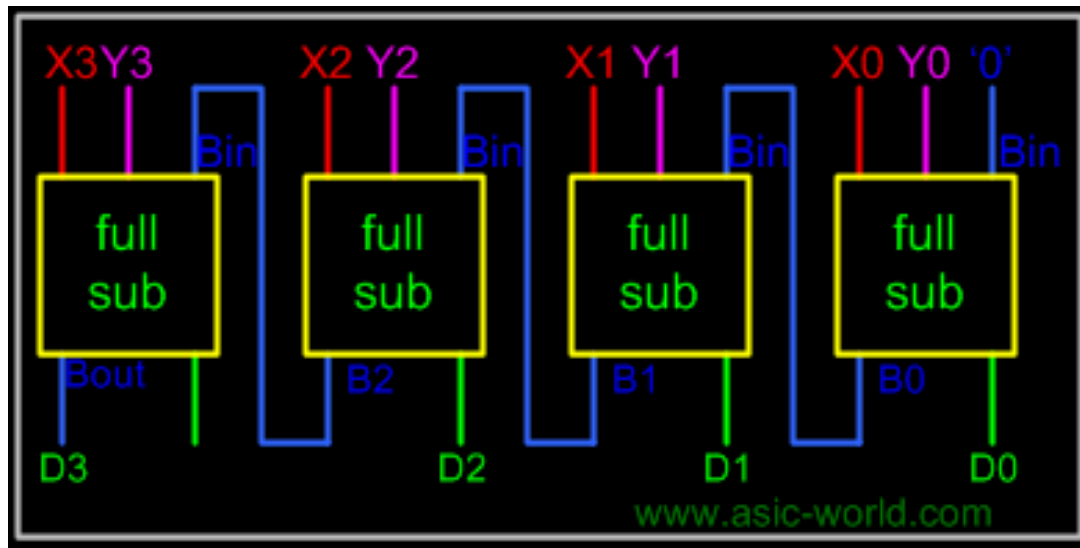 X3 Y3 X2 Y2 X1 Y1 X0 Y0 ‘0’
Bin Bin Bin Bin
full full full full
sub sub sub sub
Bout B2 B1 B0
D3 D2 D1 D0
www.asic-world.com